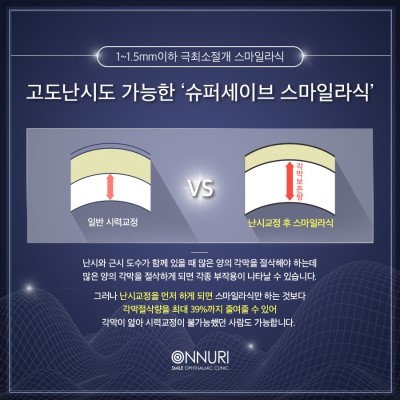 1~1.5mm이하 극최소절개 스마일라식
고도난시도 가능한 '슈퍼세이브 스마일라식'
각막보존량
VS
일반 시력교정
난시교정 후 스마일라식
난시와 근시 도수가 함께 있을 때 많은 양의 각막을 절삭해야 하는데
많은 양의 각막을 절삭하게 되면 각종 부작용이 나타날 수 있습니다.
그러나 난시교정을 먼저 하게 되면 스마일라식만 하는 것보다
각막절삭량을 최대 39%까지 줄여줄 수 있어
각막이 얇아 시력교정이 불가능했던 사람도 가능합니다.
ONNURI
SMILE OPHTHALMIC CLINIC